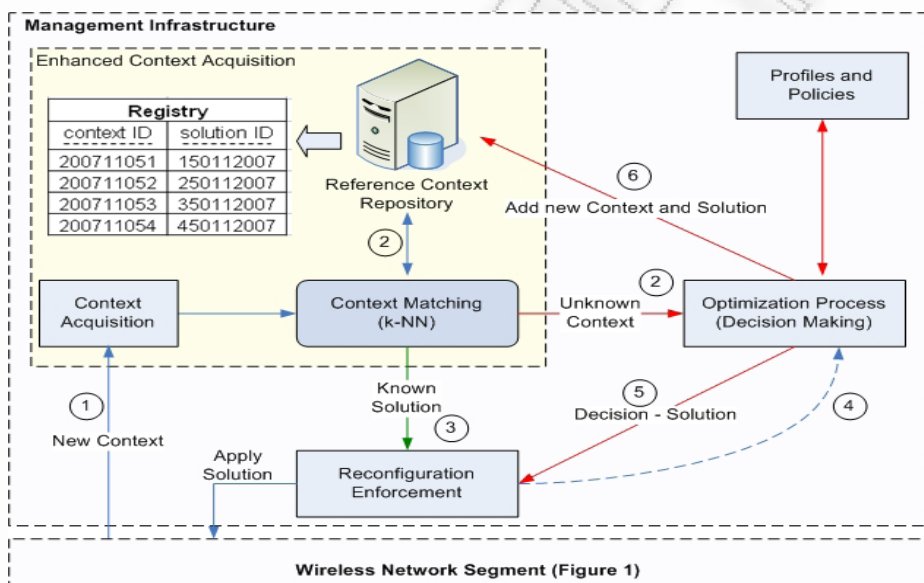 Management Infrastructure
Enhanced Context Acquisition
Registry
context ID solution ID
200711051 150112007
200711052 250112007
200711053 350112007
200711054 450112007
Reference Context
Repository
Profiles and
Policies
6
Add new Context and Solution
2
Context
Acquisition
Context Matching
(k-NN)
Unknown
Context
2
Optimization Process
(Decision Making)
1
New Context
Known
Solution
3
5
Decision - Solution
4
Apply
Solution
Reconfiguration
Enforcement
Wireless Network Segment (Figure 1)